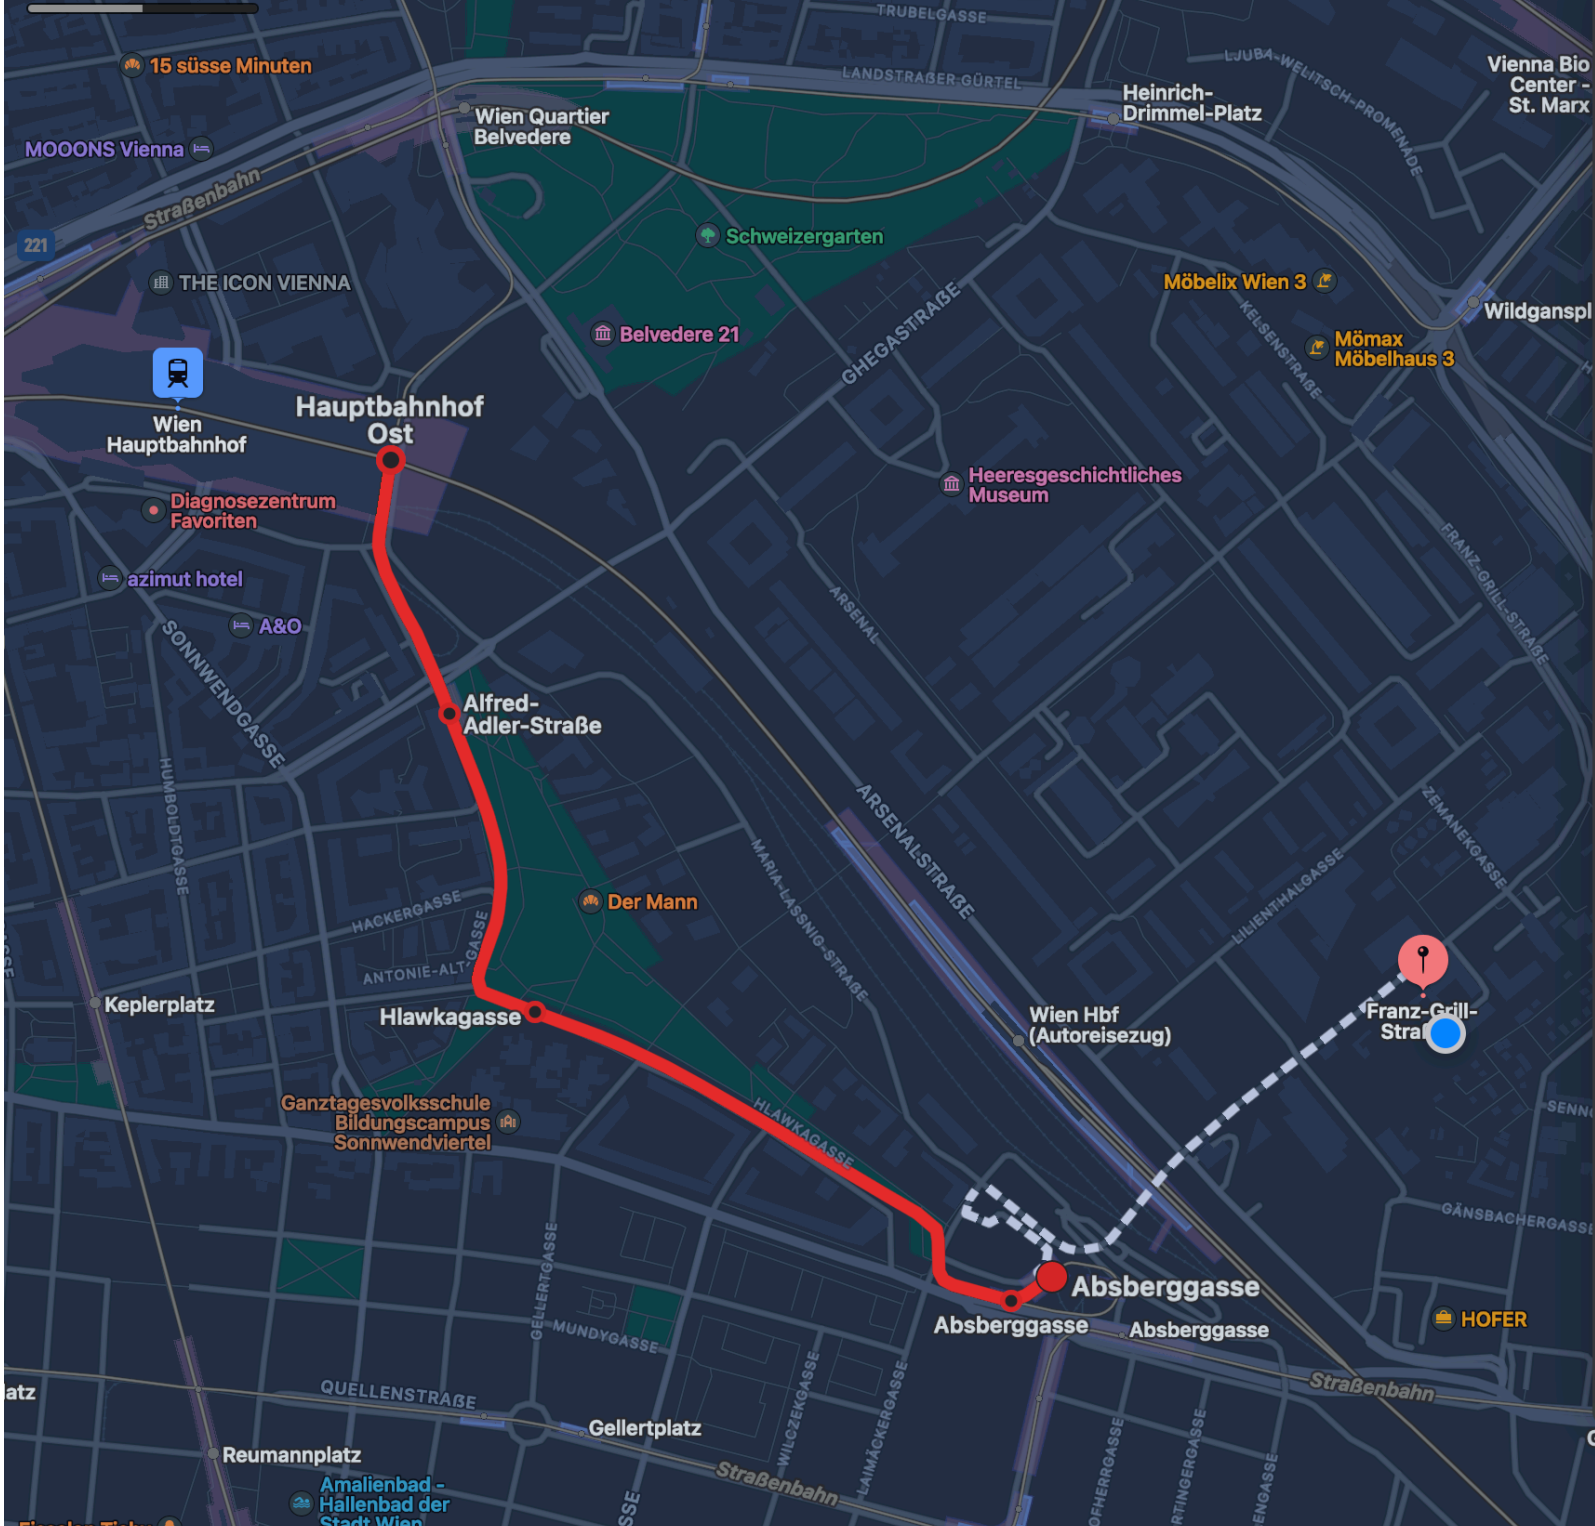 TRUBELGASSE
15 süsse Minuten
LANDSTRAẞER GÜRTEL
LJUBA-WELITSCH-PROMENADE
Vienna Bio
Center -
St. Marx
Heinrich-
Drimmel-Platz
Wien Quartier
Belvedere
MOOONS Vienna
Straßenbahn
221
Schweizergarten
THE ICON VIENNA
Möbelix Wien 3
KELSENSTRAẞE
Wildganspl
Belvedere 21
GHEGASTRAẞE
Mömax
Möbelhaus 3
Wien
Hauptbahnhof
Hauptbahnhof
Ost
Heeresgeschichtliches
Museum
Diagnosezentrum
Favoriten
FRANZ-GRILL-STRAẞE
azimut hotel
ARSENAL
A&O
SONNWENDGASSE
Alfred-
Adler-Straße
HUMBOLDTGASSE
ARSENALSTRAẞE
ZEMANEKGASSE
MARIA-LASSNIG-STRAẞE
LILIENTHALGASSE
Der Mann
HACKERGASSE
ANTONIE-ALT-GASSE
Keplerplatz
Hlawkagasse
Wien Hbf
(Autoreisezug)
Franz-Grill-
Ganztagesvolksschule
Bildungscampus
Sonnwendviertel
HLAWKAGASSE
SENN
GÄNSBACHERGASSE
GELLERTGASSE
Absberggasse
Absberggasse
Absberggasse
HOFER
MUNDYGASSE
Straßenbahn
latz
QUELLENSTRAẞE
WILCZEKGASSE
LAIMÄCKERGASSE
Gellertplatz
Reumannplatz
Straßenbahn
OFHERRGASSE
RTINGERGASSE
ENGASSE
Amalienbad -
Hallenbad der
Stadt Wien
SSE